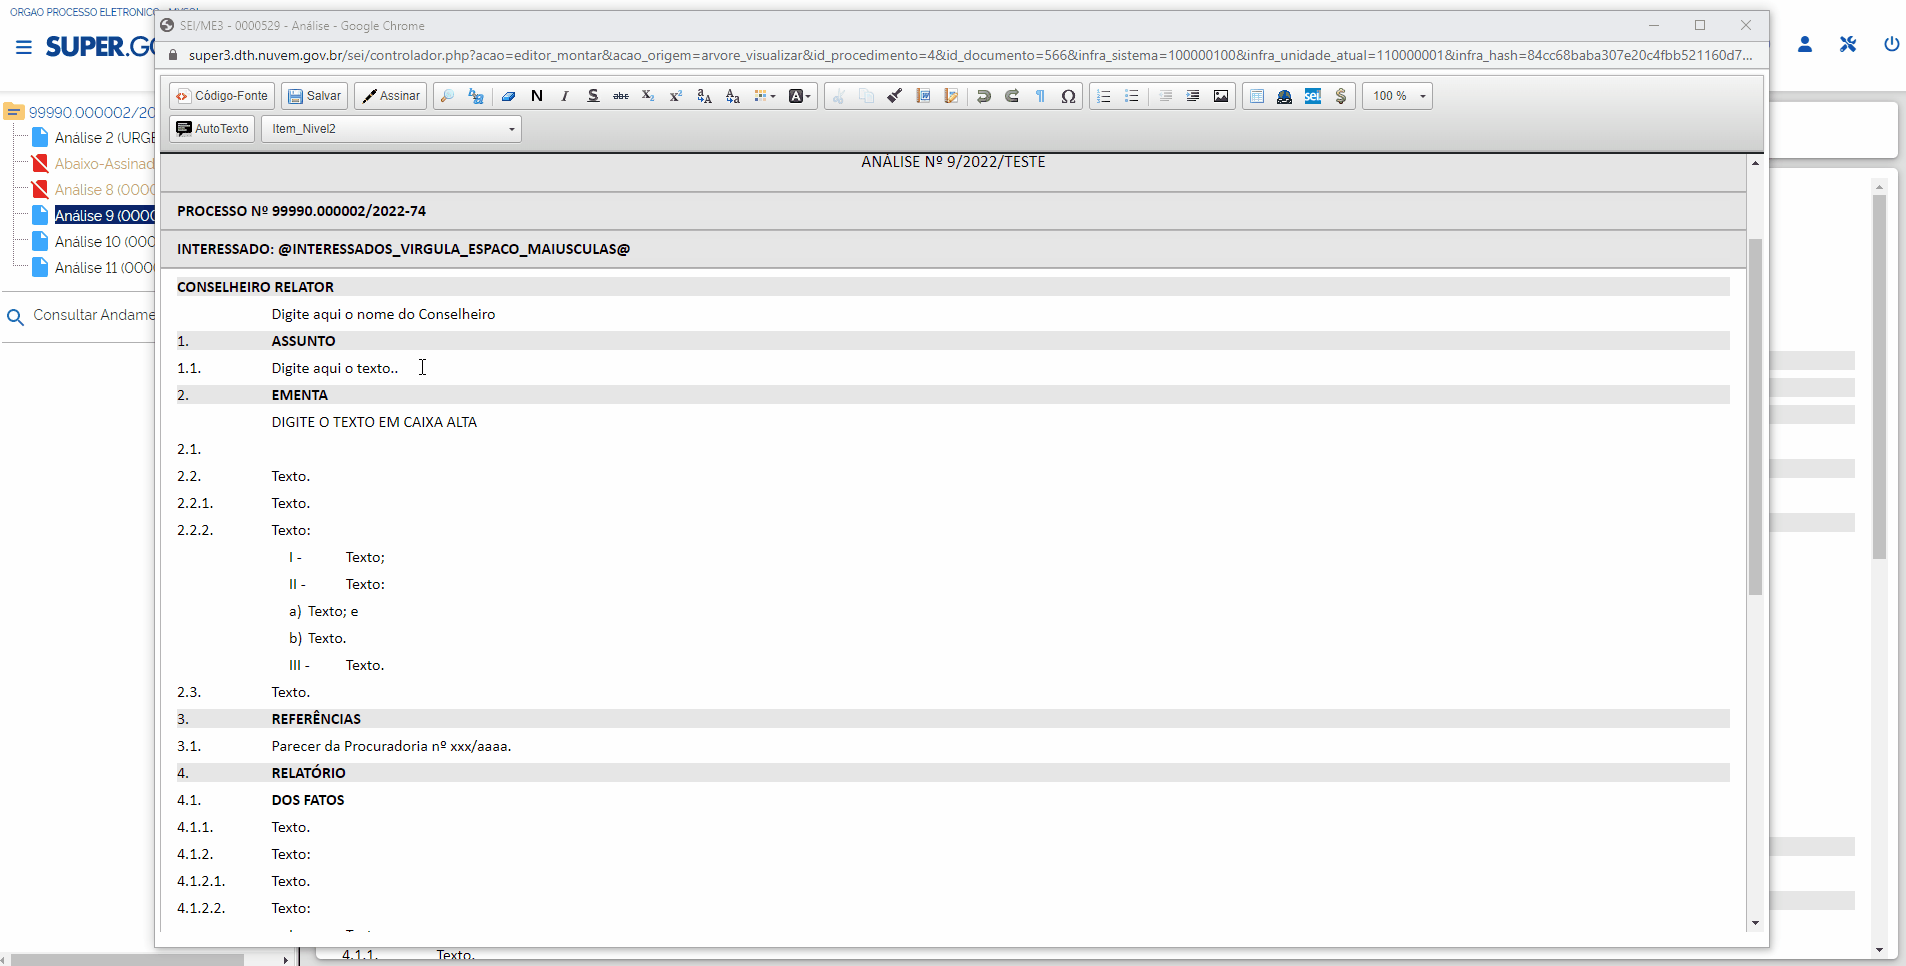 ORGAO PROCESSO ELETRONICO
SUPER.GO
99990.000002/20
Análise 2 (URGE
Abaixo-Assinad
Análise 8 (0000
Análise 9 (0000
Análise 10 (000
Análise 11 (000
Consultar Andame
SEI/ME3 - 0000529 - Análise - Google Chrome
super3.dth.nuvem.gov.br/sei/controlador.php?acao=editor_montar&acao_origem=arvore_visualizar&id_procedimento=4&id_documento=566&infra_sistema=100000100&infra_unidade_atual=110000001&infra_hash=84cc68baba307e20c4fbb521160d7...
Código-Fonte Salvar Assinar N I S abc X₂ X² 100 %
AutoTexto Item_Nivel2
ANÁLISE Nº 9/2022/TESTE
PROCESSO Nº 99990.000002/2022-74
INTERESSADO: @INTERESSADOS_VIRGULA_ESPACO_MAIUSCULAS@
CONSELHEIRO RELATOR
Digite aqui o nome do Conselheiro
1. ASSUNTO
1.1. Digite aqui o texto..
2. EMENTA
DIGITE O TEXTO EM CAIXA ALTA
2.1.
2.2. Texto.
2.2.1. Texto.
2.2.2. Texto:
I - Texto;
II - Texto:
a) Texto; e
b) Texto.
III - Texto.
2.3. Texto.
3. REFERÊNCIAS
3.1. Parecer da Procuradoria nº xxx/aaaa.
4. RELATÓRIO
4.1. DOS FATOS
4.1.1. Texto.
4.1.2. Texto:
4.1.2.1. Texto.
4.1.2.2. Texto:
4.1.1. Texto.